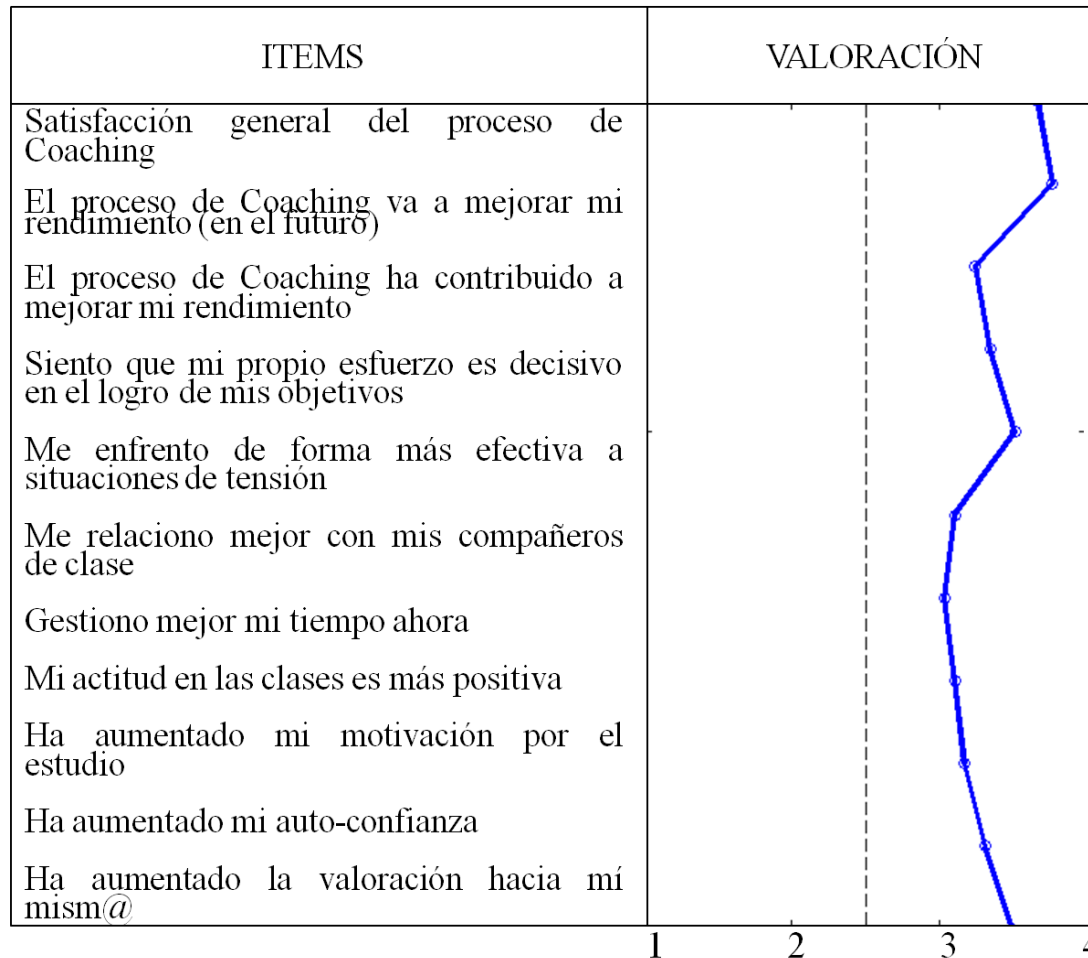 ITEMS
VALORACIÓN
Satisfacción general del proceso de
Coaching
El proceso de Coaching va a mejorar mi
rendimiento (en el futuro)
El proceso de Coaching ha contribuido a
mejorar mi rendimiento
Siento que mi propio esfuerzo es decisivo
en el logro de mis objetivos
Me enfrento de forma más efectiva a
situaciones de tensión
Me relaciono mejor con mis compañeros
de clase
Gestiono mejor mi tiempo ahora
Mi actitud en las clases es más positiva
Ha aumentado mi motivación por el
estudio
Ha aumentado mi auto-confianza
Ha aumentado la valoración hacia mí
mism@
1 2 3 4